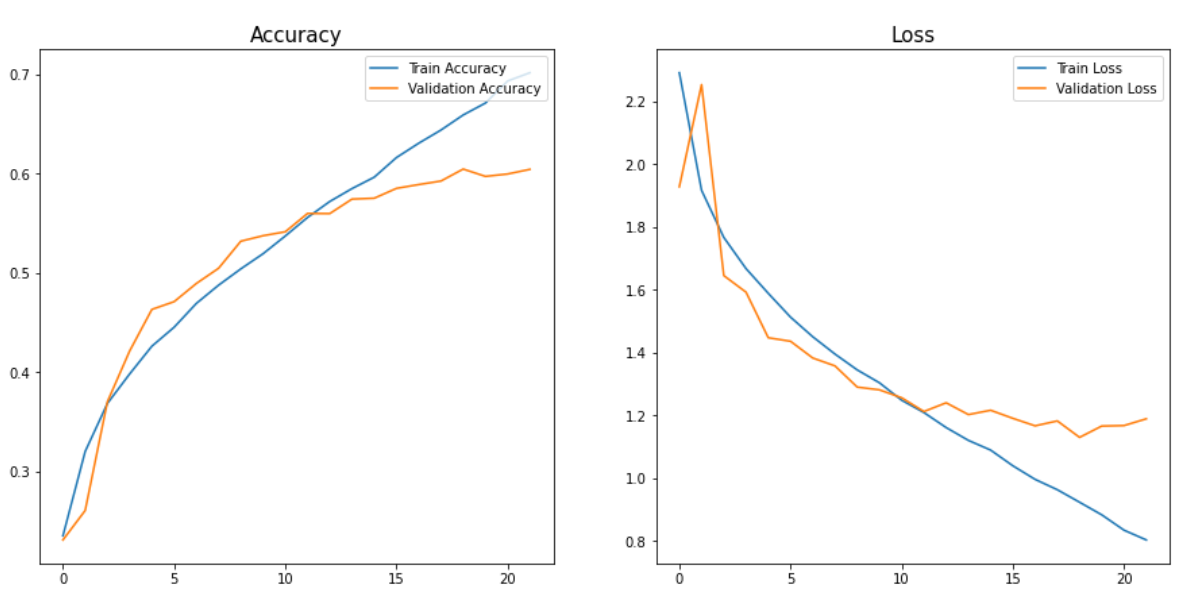 Accuracy
Train Accuracy
Validation Accuracy
0.7
0.6
0.5
0.4
0.3
0 5 10 15 20
Loss
Train Loss
Validation Loss
2.2
2.0
1.8
1.6
1.4
1.2
1.0
0.8
0 5 10 15 20